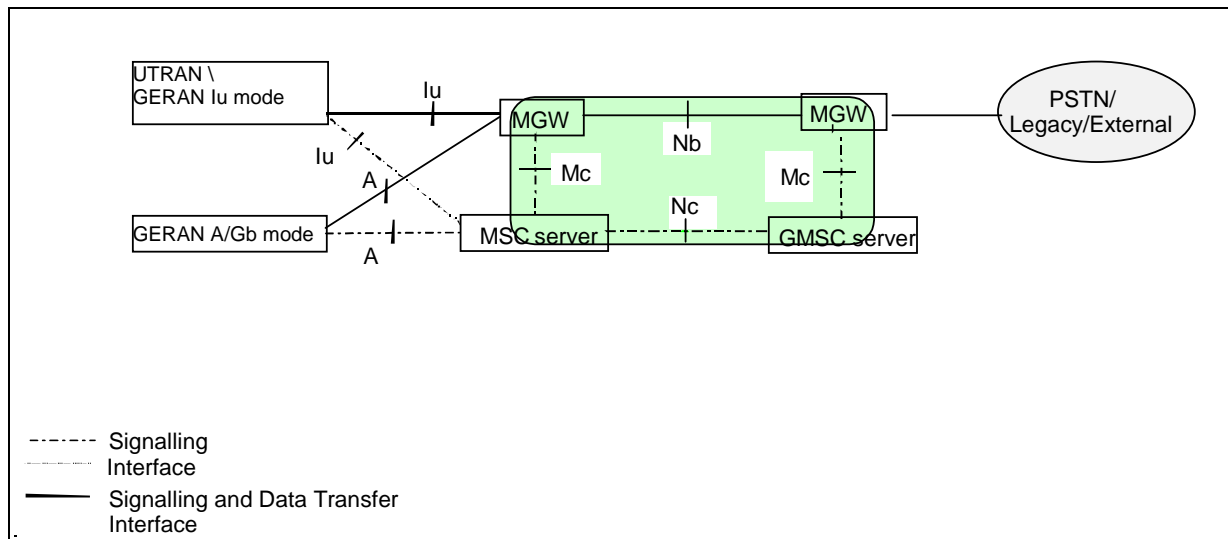 UTRAN \
GERAN Iu mode
Iu
MGW
MGW
PSTN/
Legacy/External
Nb
Iu
Mc
Mc
A
Nc
GERAN A/Gb mode
MSC server
GMSC server
A
Signalling
Interface
Signalling and Data Transfer
Interface